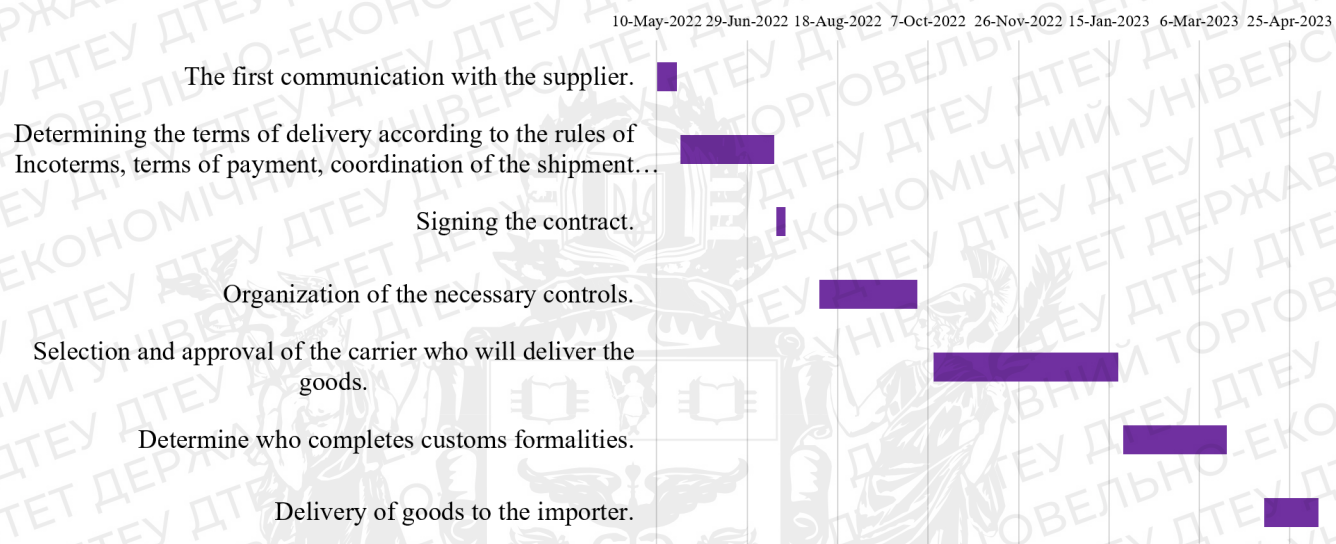 10-May-2022 29-Jun-2022 18-Aug-2022 7-Oct-2022 26-Nov-2022 15-Jan-2023 6-Mar-2023 25-Apr-2023
The first communication with the supplier.
Determining the terms of delivery according to the rules of
Incoterms, terms of payment, coordination of the shipment…
Signing the contract.
Organization of the necessary controls.
Selection and approval of the carrier who will deliver the
goods.
Determine who completes customs formalities.
Delivery of goods to the importer.